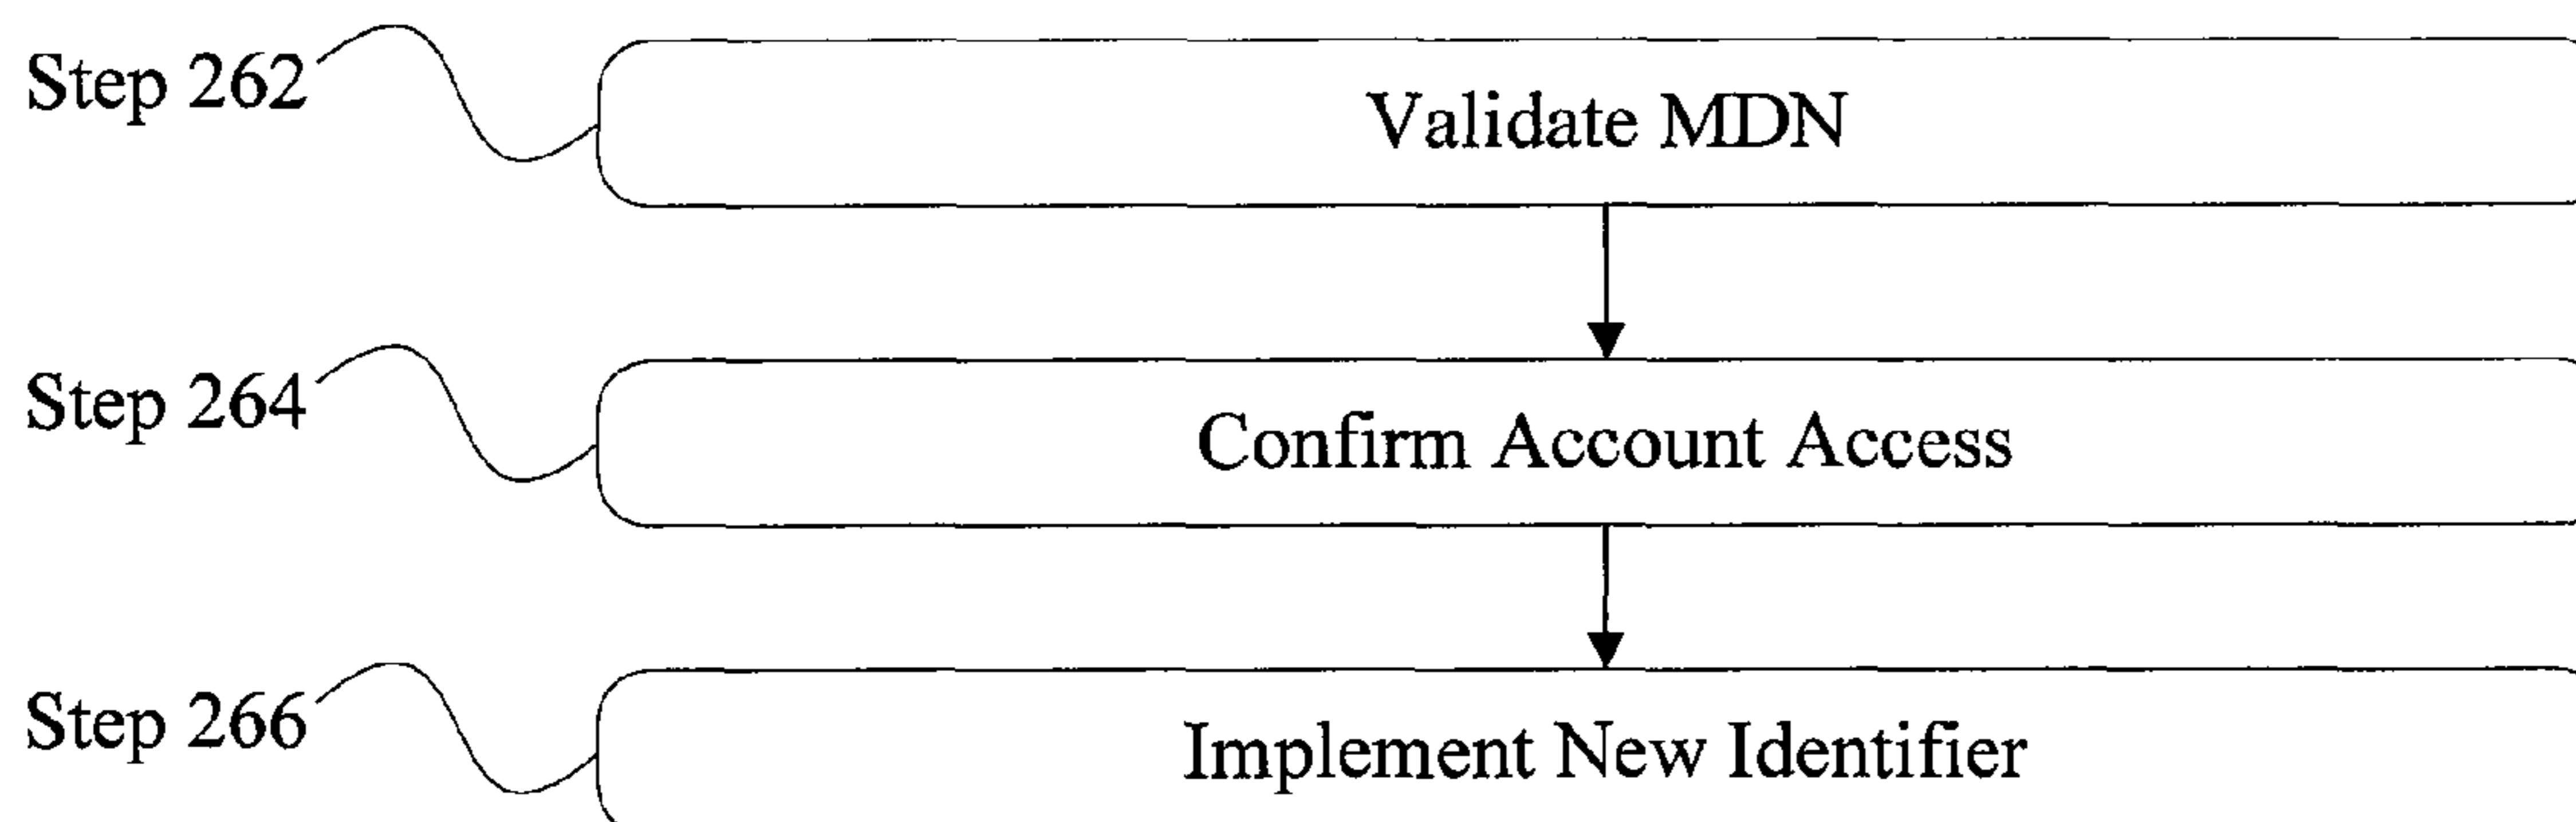 Step 262
Validate MDN
Step 264
Confirm Account Access
Step 266
Implement New Identifier